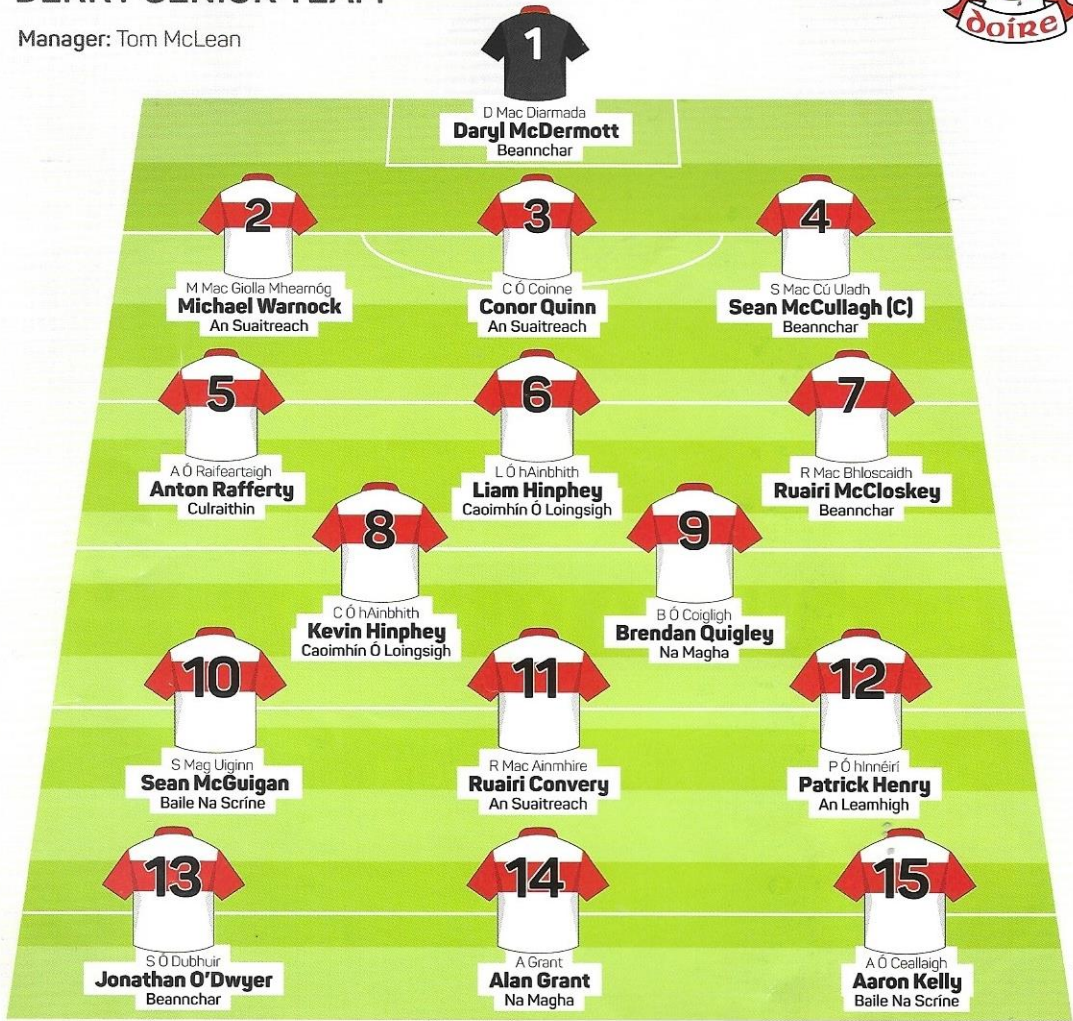 DERRY SENIOR TEAM
Manager: Tom McLean
doire
1
D Mac Diarmada
Daryl McDermott
Beannchar
2
3
4
M Mac Giolla Mhearnóg
Michael Warnock
An Suaitreach
C Ó Coinne
Conor Quinn
An Suaitreach
S Mac Cú Uladh
Sean McCullagh (C)
Beannchar
5
6
7
A Ó Raifeartaigh
Anton Rafferty
Culraithin
L Ó hAinbhith
Liam Hinphey
Caoimhín Ó Loingsigh
R Mac Bhloscaidh
Ruairi McCloskey
Beannchar
8
9
C Ó hAinbhith
Kevin Hinphey
Caoimhín Ó Loingsigh
B Ó Coigligh
Brendan Quigley
Na Magha
10
11
12
S Mag Uiginn
Sean McGuigan
Baile Na Scríne
R Mac Ainmhire
Ruairi Convery
An Suaitreach
P Ó hInnéirí
Patrick Henry
An Leamhigh
13
14
15
S Ó Dubhuir
Jonathan O'Dwyer
Beannchar
A Grant
Alan Grant
Na Magha
A Ó Ceallaigh
Aaron Kelly
Baile Na Scríne